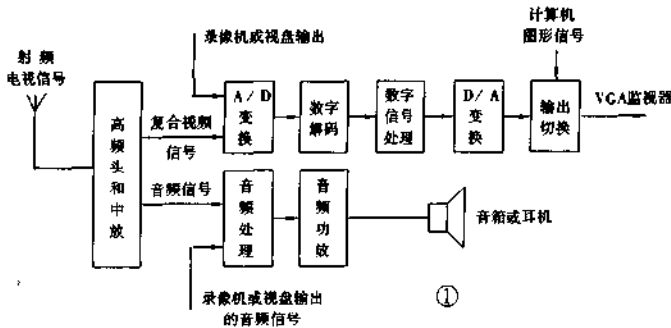 计算机
图形信号
录像机或视盘输出
射 频
电视信号
高频头和中放
复合视频
信号
A/D
变换
数字
解码
数字
信号
处理
D/A
变换
输出
切换
VGA监视器
音频信号
音频处理
音频功放
音箱或耳机
录像机或视盘输出
的音频信号
①